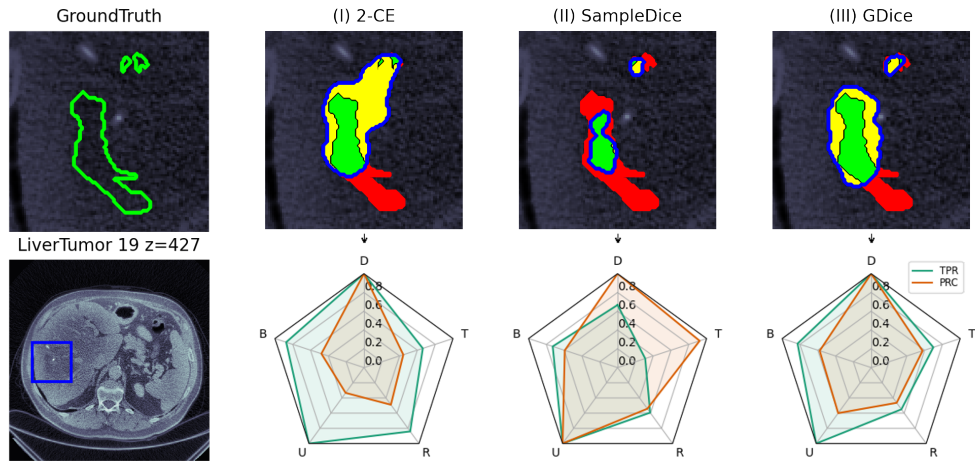 GroundTruth
(I) 2-CE
(II) SampleDice
(III) GDice
LiverTumor 19 z=427
D
T
R
U
B
0.8
0.6
0.4
0.2
0.0
D
T
R
U
B
0.8
0.6
0.4
0.2
0.0
D
T
R
U
B
0.8
0.6
0.4
0.2
0.0
TPR
PRC